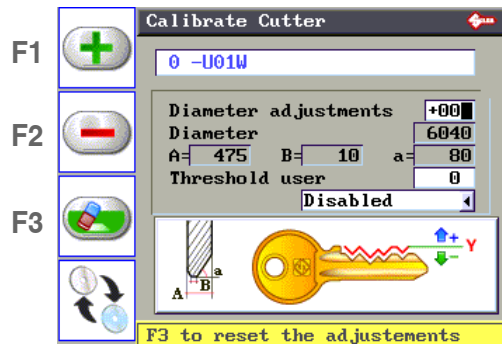 Calibrate Cutter
F1
0 -U01W
Diameter adjustments +00
F2
Diameter 6040
A= 475 B= 10 a= 80
Threshold user 0
Disabled
F3
+ Y
-
a
B
A
F3 to reset the adjustements